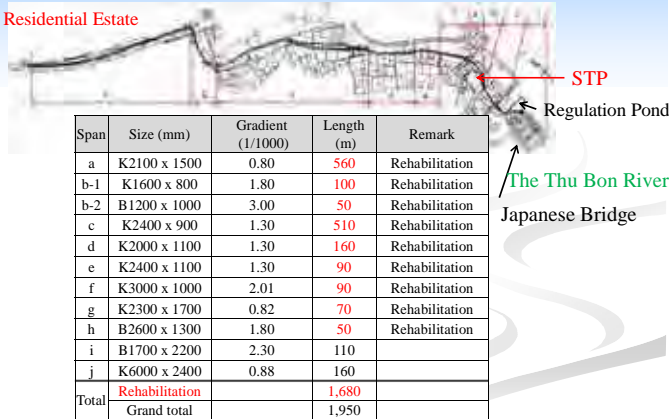 Residential Estate
STP
Regulation Pond
The Thu Bon River
Japanese Bridge
Span Size (mm) Gradient (1/1000) Length (m) Remark
a K2100 x 1500 0.80 560 Rehabilitation
b-1 K1600 x 800 1.80 100 Rehabilitation
b-2 B1200 x 1000 3.00 50 Rehabilitation
c K2400 x 900 1.30 510 Rehabilitation
d K2000 x 1100 1.30 160 Rehabilitation
e K2400 x 1100 1.30 90 Rehabilitation
f K3000 x 1000 2.01 90 Rehabilitation
g K2300 x 1700 0.82 70 Rehabilitation
h B2600 x 1300 1.80 50 Rehabilitation
i B1700 x 2200 2.30 110
j K6000 x 2400 0.88 160
Total Rehabilitation 1,680
Grand total 1,950